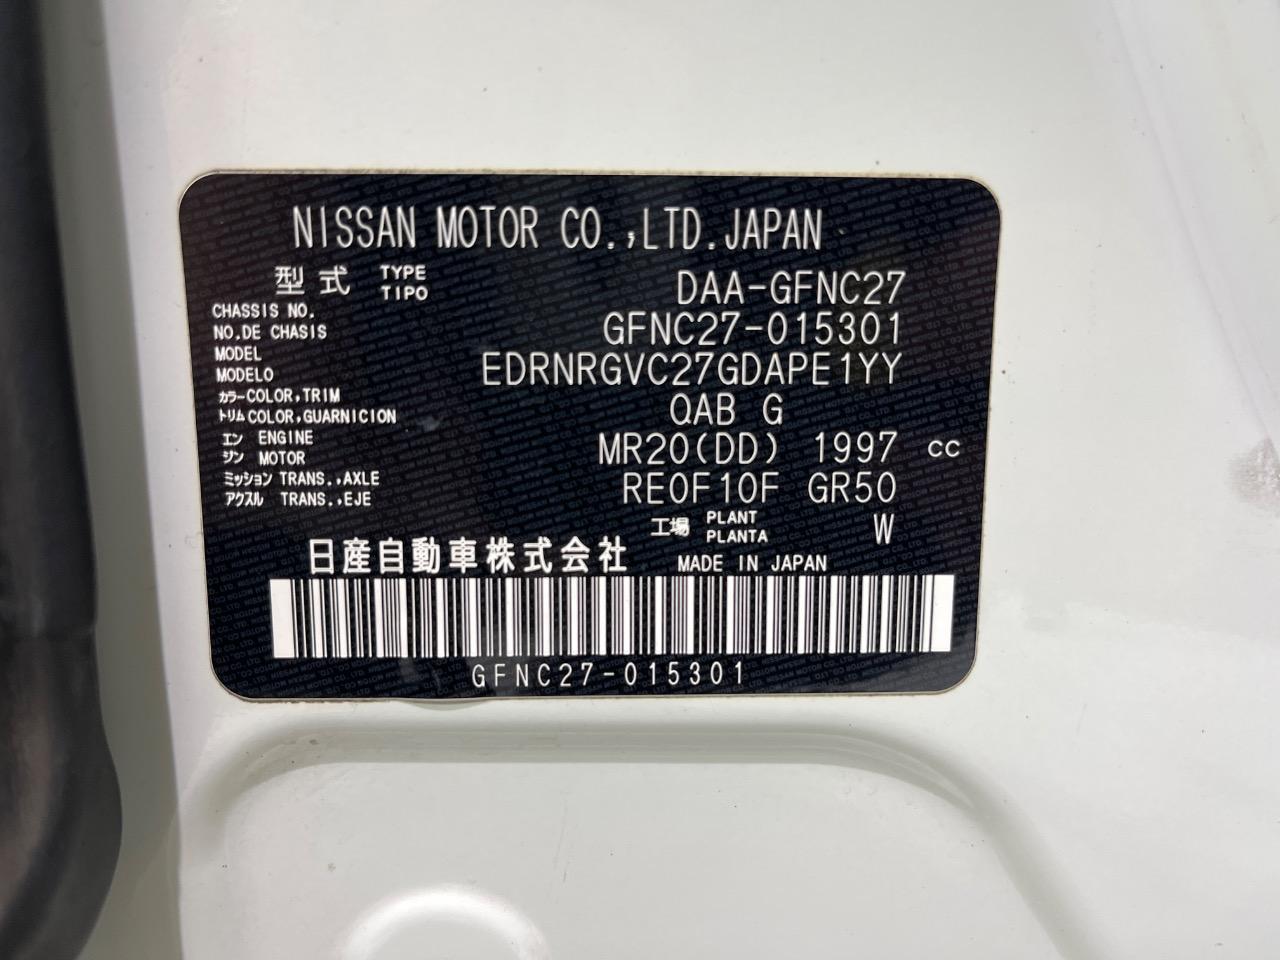 NISSAN MOTOR CO.,LTD.JAPAN
型式 TYPE TIPO DAA-GFNC27
CHASSIS NO.
NO.DE CHASIS GFNC27-015301
MODEL
MODELO EDRNRGVC27GDAPE1YY
カラー COLOR,TRIM
トリム COLOR,GUARNICION QAB G
エン ENGINE
ジン MOTOR MR20(DD) 1997 cc
ミッション TRANS.,AXLE
アクスル TRANS.,EJE RE0F10F GR50
工場 PLANT PLANTA W
日産自動車株式会社 MADE IN JAPAN
GFNC27-015301